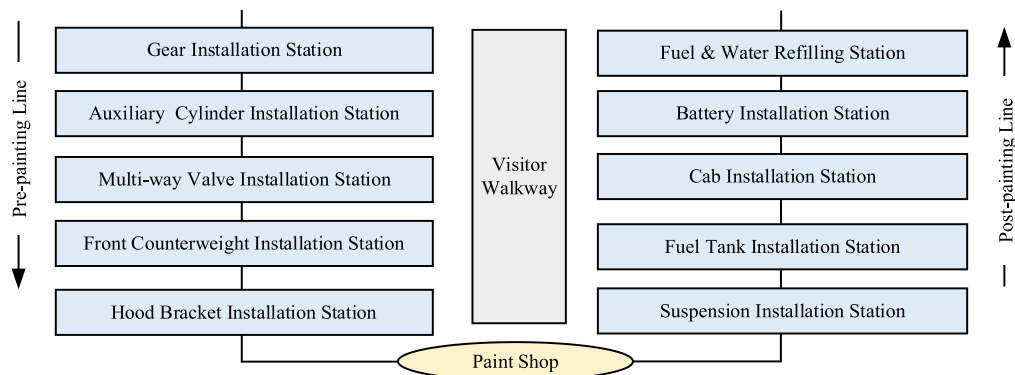 Pre-painting Line
Gear Installation Station
Auxiliary Cylinder Installation Station
Multi-way Valve Installation Station
Front Counterweight Installation Station
Hood Bracket Installation Station
Visitor
Walkway
Paint Shop
Fuel & Water Refilling Station
Battery Installation Station
Cab Installation Station
Fuel Tank Installation Station
Suspension Installation Station
Post-painting Line